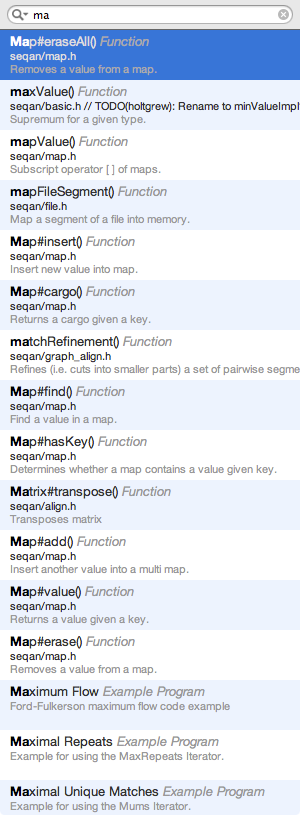 ma
Map#eraseAll() Function
seqan/map.h
Removes a value from a map.
maxValue() Function
seqan/basic.h // TODO(holtgrew): Rename to minValueImpl
Supremum for a given type.
mapValue() Function
seqan/map.h
Subscript operator [ ] of maps.
mapFileSegment() Function
seqan/file.h
Map a segment of a file into memory.
Map#insert() Function
seqan/map.h
Insert new value into map.
Map#cargo() Function
seqan/map.h
Returns a cargo given a key.
matchRefinement() Function
seqan/graph_align.h
Refines (i.e. cuts into smaller parts) a set of pairwise segme
Map#find() Function
seqan/map.h
Find a value in a map.
Map#hasKey() Function
seqan/map.h
Determines whether a map contains a value given key.
Matrix#transpose() Function
seqan/align.h
Transposes matrix
Map#add() Function
seqan/map.h
Insert another value into a multi map.
Map#value() Function
seqan/map.h
Returns a value given a key.
Map#erase() Function
seqan/map.h
Removes a value from a map.
Maximum Flow Example Program
Ford-Fulkerson maximum flow code example
Maximal Repeats Example Program
Example for using the MaxRepeats Iterator.
Maximal Unique Matches Example Program
Example for using the Mums Iterator.